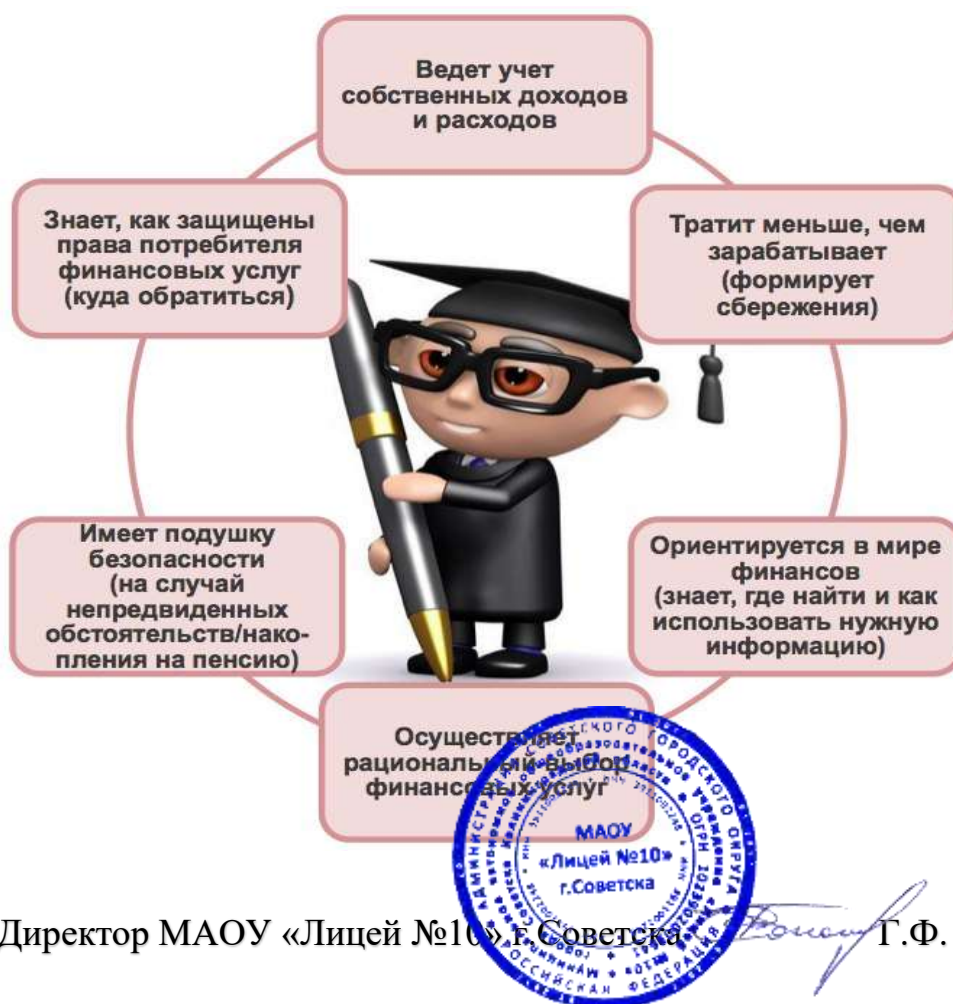 Ведет учет
собственных доходов
и расходов
Знает, как защищены
права потребителя
финансовых услуг
(куда обратиться)
Тратит меньше, чем
зарабатывает
(формирует
сбережения)
Имеет подушку
безопасности
(на случай
непредвиденных
обстоятельств/нако-
пления на пенсию)
Ориентируется в мире
финансов
(знает, где найти и как
использовать нужную
информацию)
Осуществляет
рациональный выбор
финансовых услуг
МАОУ
«Лицей №10»
г.Советска
РОССИЙСКАЯ ФЕДЕРАЦИЯ
Директор МАОУ «Лицей №10» г.Советска Г.Ф.